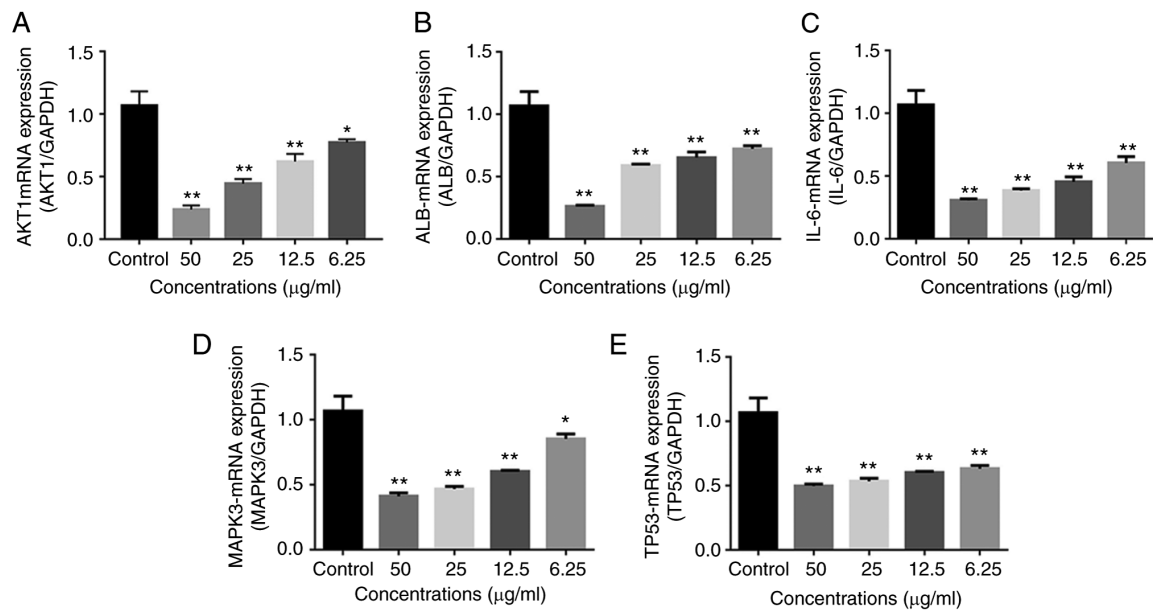 A
AKT1mRNA expression
(AKT1/GAPDH)
1.5
1.0
0.5
0.0
** ** ** *
Control 50 25 12.5 6.25
Concentrations (μg/ml)
B
ALB-mRNA expression
(ALB/GAPDH)
1.5
1.0
0.5
0.0
** ** ** **
Control 50 25 12.5 6.25
Concentrations (μg/ml)
C
IL-6-mRNA expression
(IL-6/GAPDH)
1.5
1.0
0.5
0.0
** ** ** **
Control 50 25 12.5 6.25
Concentrations (μg/ml)
D
MAPK3-mRNA expression
(MAPK3/GAPDH)
1.5
1.0
0.5
0.0
** ** ** *
Control 50 25 12.5 6.25
Concentrations (μg/ml)
E
TP53-mRNA expression
(TP53/GAPDH)
1.5
1.0
0.5
0.0
** ** ** **
Control 50 25 12.5 6.25
Concentrations (μg/ml)